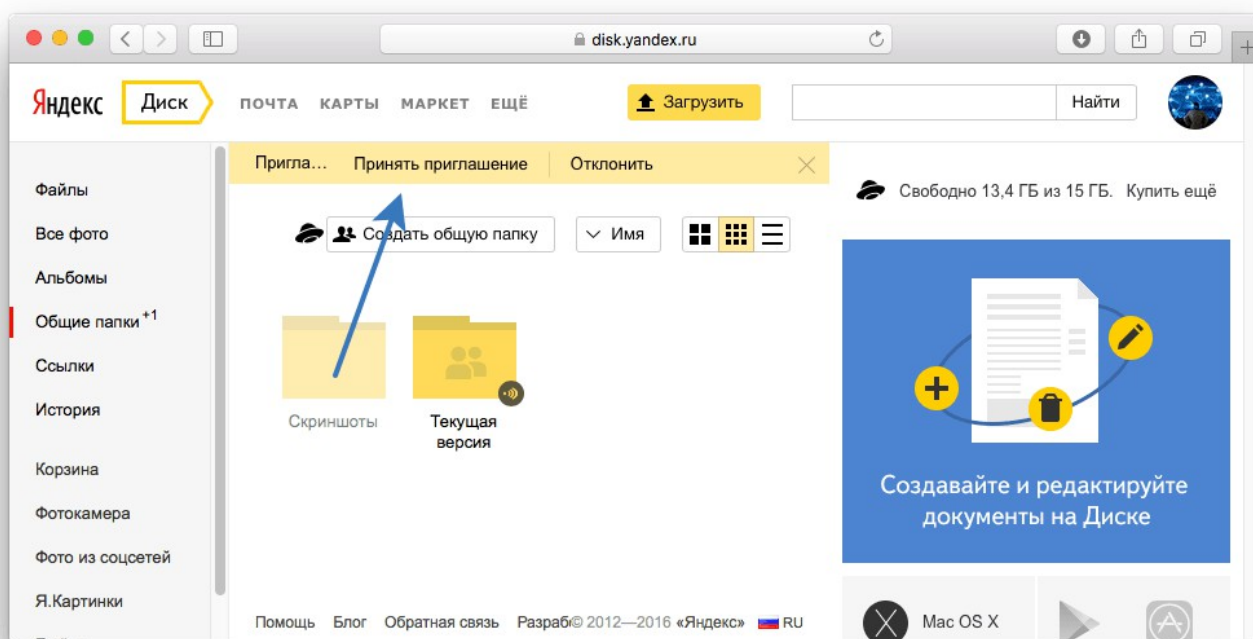 disk.yandex.ru
Яндекс Диск ПОЧТА КАРТЫ МАРКЕТ ЕЩЁ Загрузить Найти
Пригла... Принять приглашение Отклонить
Свободно 13,4 ГБ из 15 ГБ. Купить ещё
Файлы
Все фото
Альбомы
Общие папки +1
Ссылки
История
Корзина
Фотокамера
Фото из соцсетей
Я.Картинки
Создать общую папку Имя
Скриншоты
Текущая
версия
Создавайте и редактируйте
документы на Диске
Mac OS X
Помощь Блог Обратная связь Разраб © 2012—2016 «Яндекс» RU